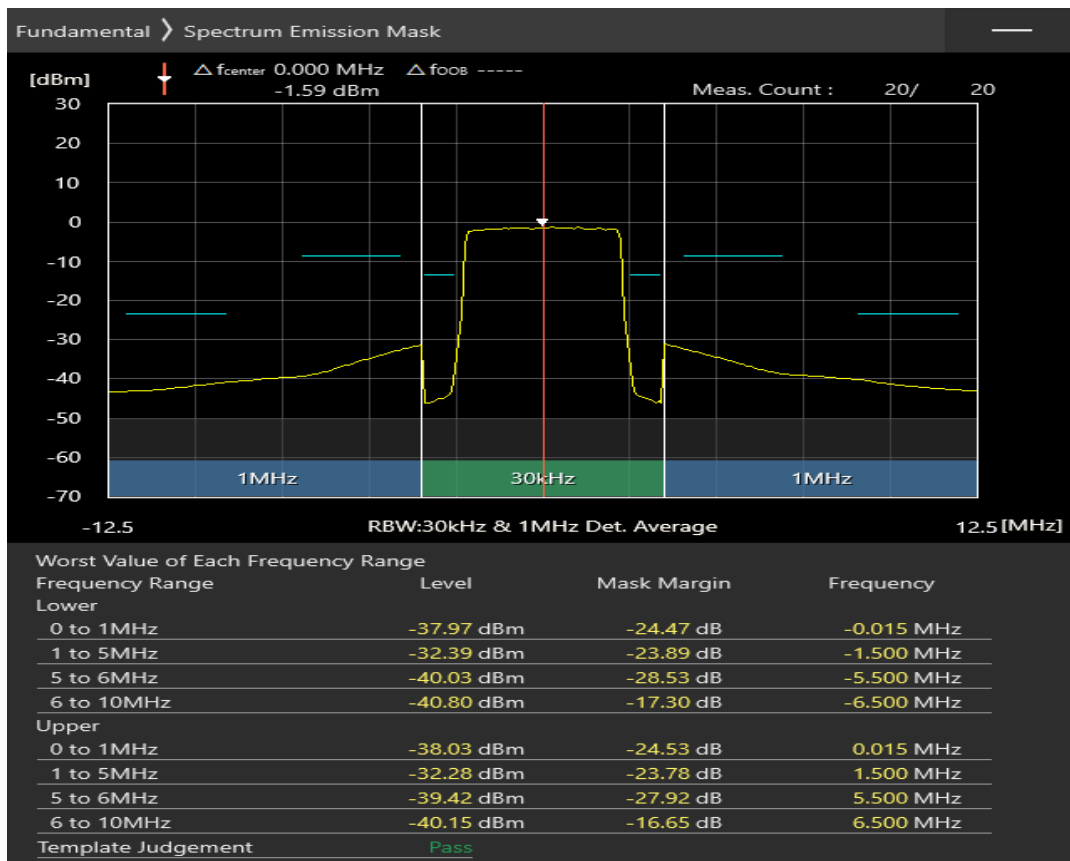 Fundamental ❯ Spectrum Emission Mask
[dBm] △ fcenter 0.000 MHz △ fOOB -----
-1.59 dBm Meas. Count : 20/ 20
30
20
10
0
-10
-20
-30
-40
-50
-60
-70
1MHz 30kHz 1MHz
-12.5 RBW:30kHz & 1MHz Det. Average 12.5 [MHz]
Worst Value of Each Frequency Range
Frequency Range Level Mask Margin Frequency
Lower
0 to 1MHz -37.97 dBm -24.47 dB -0.015 MHz
1 to 5MHz -32.39 dBm -23.89 dB -1.500 MHz
5 to 6MHz -40.03 dBm -28.53 dB -5.500 MHz
6 to 10MHz -40.80 dBm -17.30 dB -6.500 MHz
Upper
0 to 1MHz -38.03 dBm -24.53 dB 0.015 MHz
1 to 5MHz -32.28 dBm -23.78 dB 1.500 MHz
5 to 6MHz -39.42 dBm -27.92 dB 5.500 MHz
6 to 10MHz -40.15 dBm -16.65 dB 6.500 MHz
Template Judgement Pass